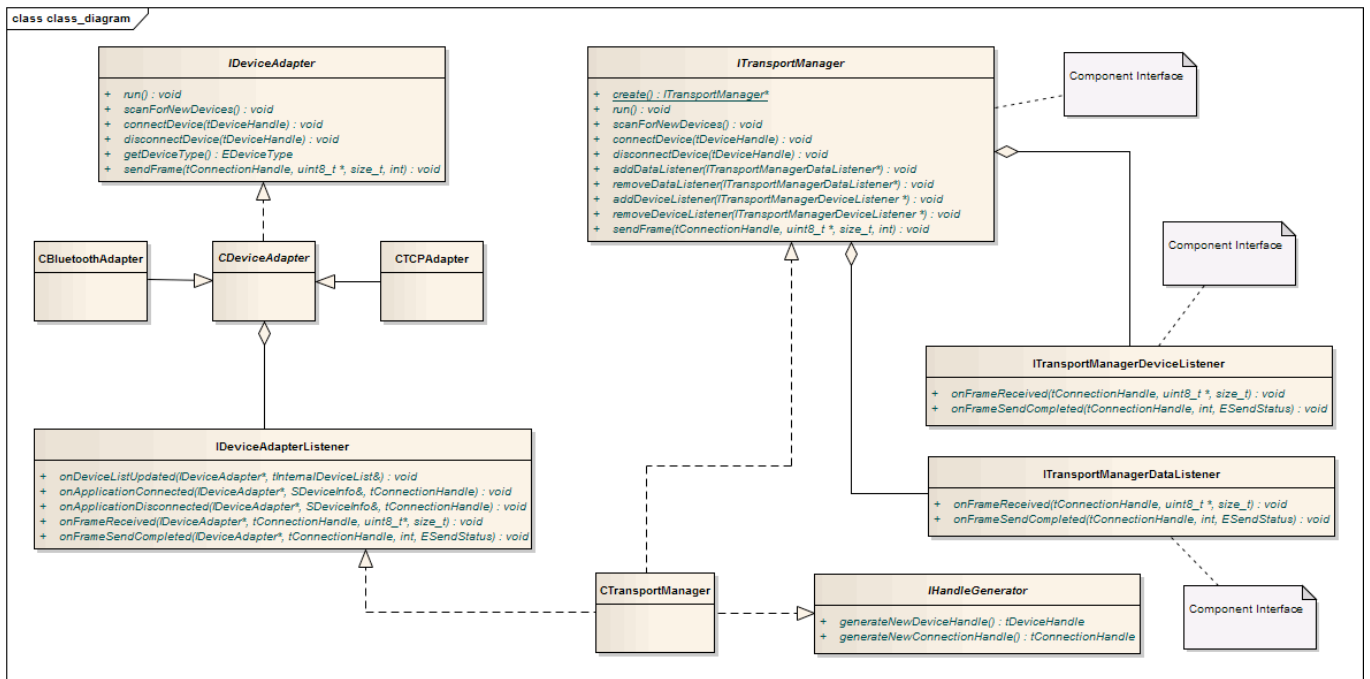 class class_diagram
IDeviceAdapter
+ run() : void
+ scanForNewDevices() : void
+ connectDevice(tDeviceHandle) : void
+ disconnectDevice(tDeviceHandle) : void
+ getDeviceType() : EDeviceType
+ sendFrame(tConnectionHandle, uint8_t *, size_t, int) : void
ITransportManager
+ create() : ITransportManager*
+ run() : void
+ scanForNewDevices() : void
+ connectDevice(tDeviceHandle) : void
+ disconnectDevice(tDeviceHandle) : void
+ addDataListener(ITransportManagerDataListener*) : void
+ removeDataListener(ITransportManagerDataListener*) : void
+ addDeviceListener(ITransportManagerDeviceListener *) : void
+ removeDeviceListener(ITransportManagerDeviceListener *) : void
+ sendFrame(tConnectionHandle, uint8_t *, size_t, int) : void
Component Interface
CBluetoothAdapter
CDeviceAdapter
CTCPAdapter
Component Interface
ITransportManagerDeviceListener
+ onFrameReceived(tConnectionHandle, uint8_t *, size_t) : void
+ onFrameSendCompleted(tConnectionHandle, int, ESendStatus) : void
IDeviceAdapterListener
+ onDeviceListUpdated(IDeviceAdapter*, tInternalDeviceList&) : void
+ onApplicationConnected(IDeviceAdapter*, SDeviceInfo&, tConnectionHandle) : void
+ onApplicationDisconnected(IDeviceAdapter*, SDeviceInfo&, tConnectionHandle) : void
+ onFrameReceived(IDeviceAdapter*, tConnectionHandle, uint8_t*, size_t) : void
+ onFrameSendCompleted(IDeviceAdapter*, tConnectionHandle, int, ESendStatus) : void
ITransportManagerDataListener
+ onFrameReceived(tConnectionHandle, uint8_t *, size_t) : void
+ onFrameSendCompleted(tConnectionHandle, int, ESendStatus) : void
CTransportManager
IHandleGenerator
+ generateNewDeviceHandle() : tDeviceHandle
+ generateNewConnectionHandle() : tConnectionHandle
Component Interface